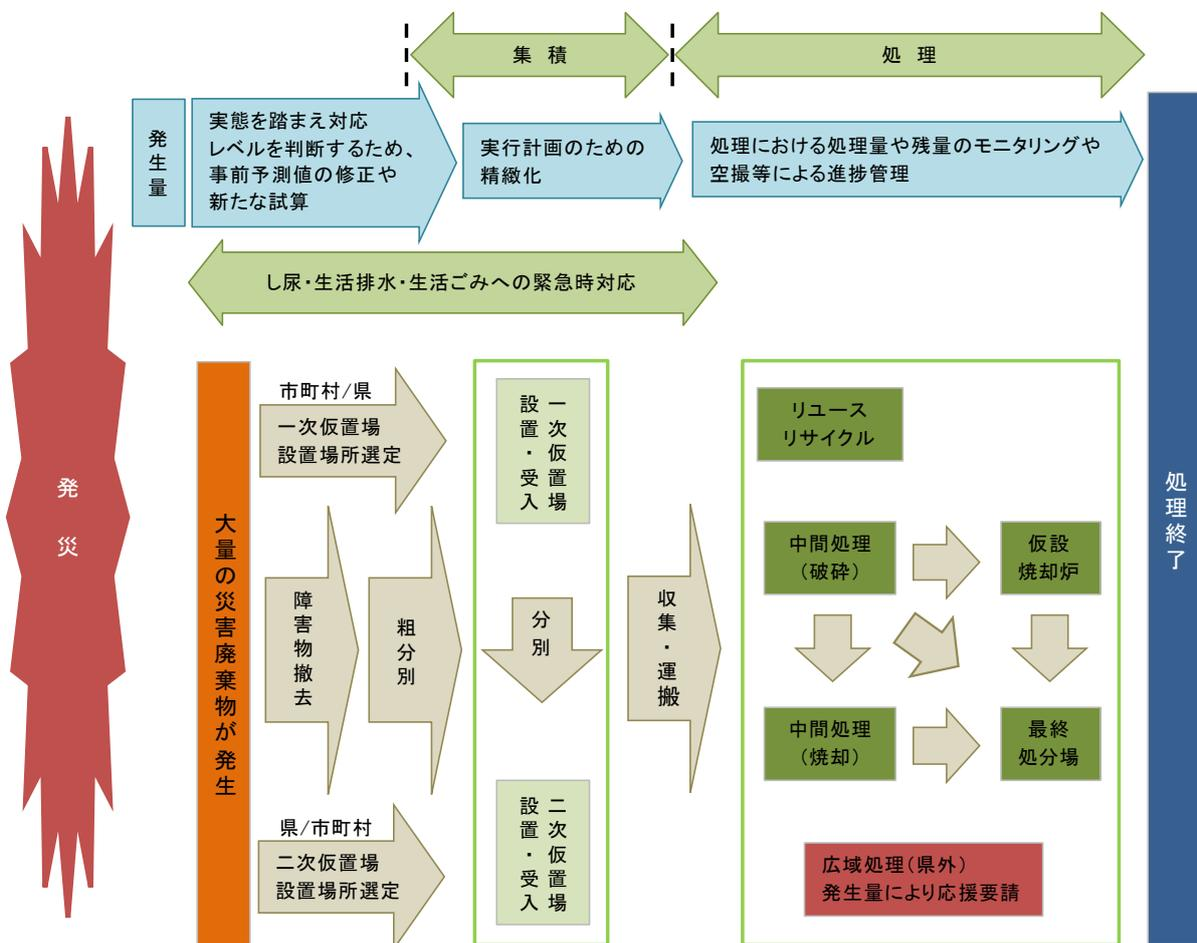 集 積
処 理
発生量
実態を踏まえ対応
レベルを判断するため、
事前予測値の修正や
新たな試算
実行計画のための
精緻化
処理における処理量や残量のモニタリングや
空撮等による進捗管理
し尿・生活排水・生活ごみへの緊急時対応
発 災
大量の災害廃棄物が発生
市町村/県
一次仮置場
設置場所選定
障害物撤去
粗分別
県/市町村
二次仮置場
設置場所選定
一次仮置場
設置・受入
分別
二次仮置場
設置・受入
収集・運搬
リユース
リサイクル
中間処理
（破砕）
仮設
焼却炉
中間処理
（焼却）
最終
処分場
広域処理（県外）
発生量により応援要請
処理終了